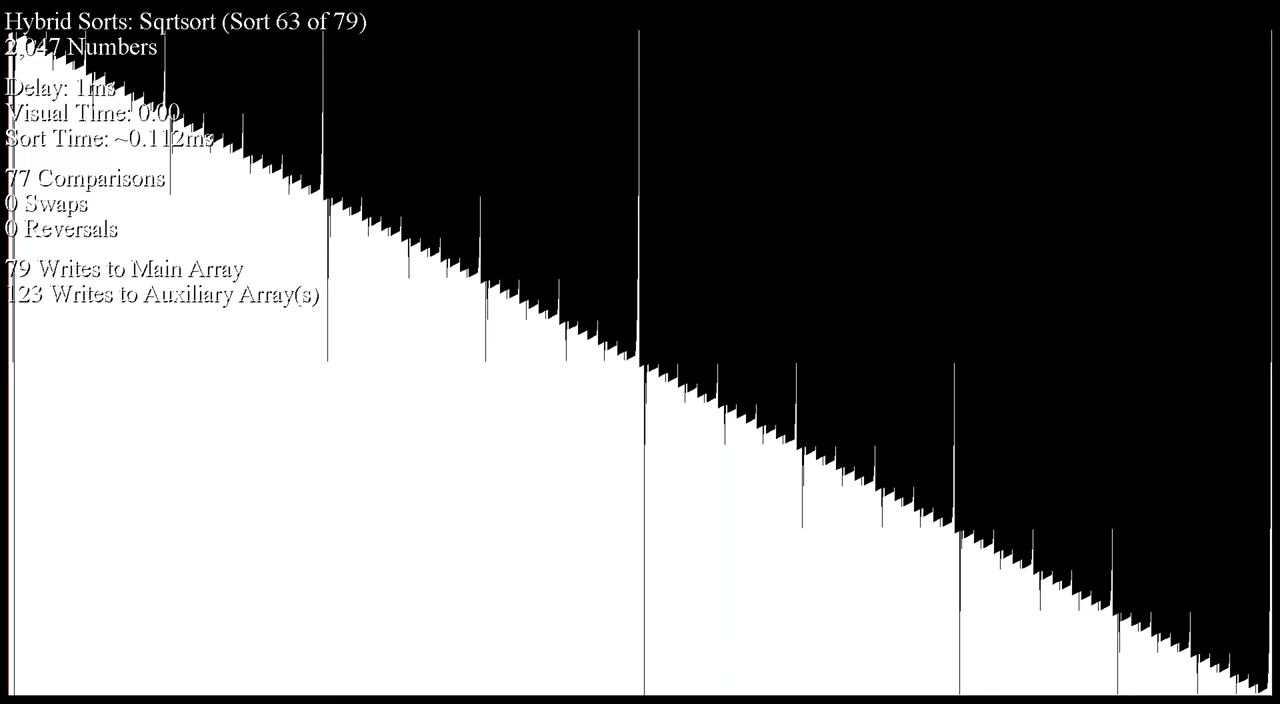 Hybrid Sorts: Sqrtsort (Sort 63 of 79)
2,047 Numbers
Delay: 1ms
Visual Time: 0:00
Sort Time: ~0.112ms
77 Comparisons
0 Swaps
0 Reversals
79 Writes to Main Array
123 Writes to Auxiliary Array(s)